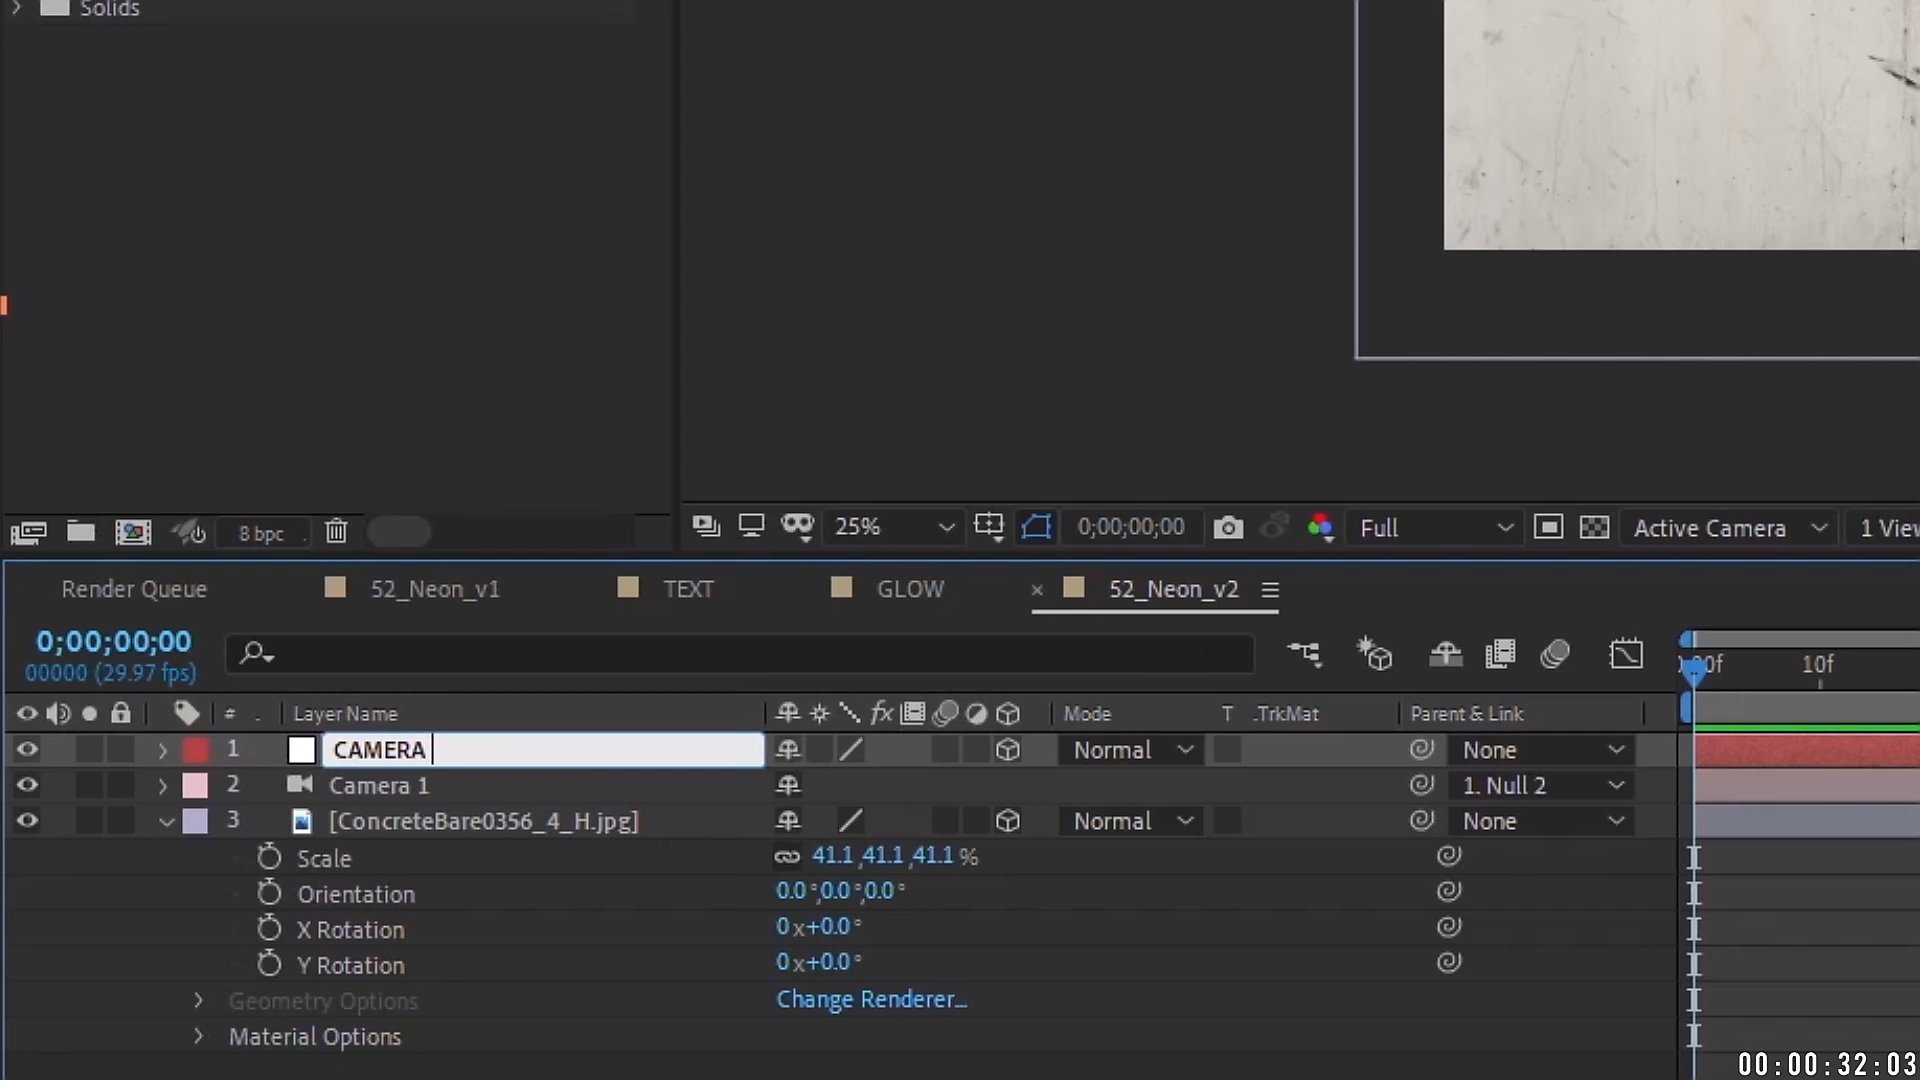 Solids
8 bpc
25%
0;00;00;00
Full
Active Camera
1 View
Render Queue
52_Neon_v1
TEXT
GLOW
52_Neon_v2
0;00;00;00
00000 (29.97 fps)
00f
10f
# . Layer Name
fx
Mode
T .TrkMat
Parent & Link
1 CAMERA
Normal
None
2 Camera 1
1. Null 2
3 [ConcreteBare0356_4_H.jpg]
Normal
None
Scale
41.1,41.1,41.1%
Orientation
0.0°,0.0°,0.0°
X Rotation
0x+0.0°
Y Rotation
0x+0.0°
Geometry Options
Change Renderer...
Material Options
00:00:32:03